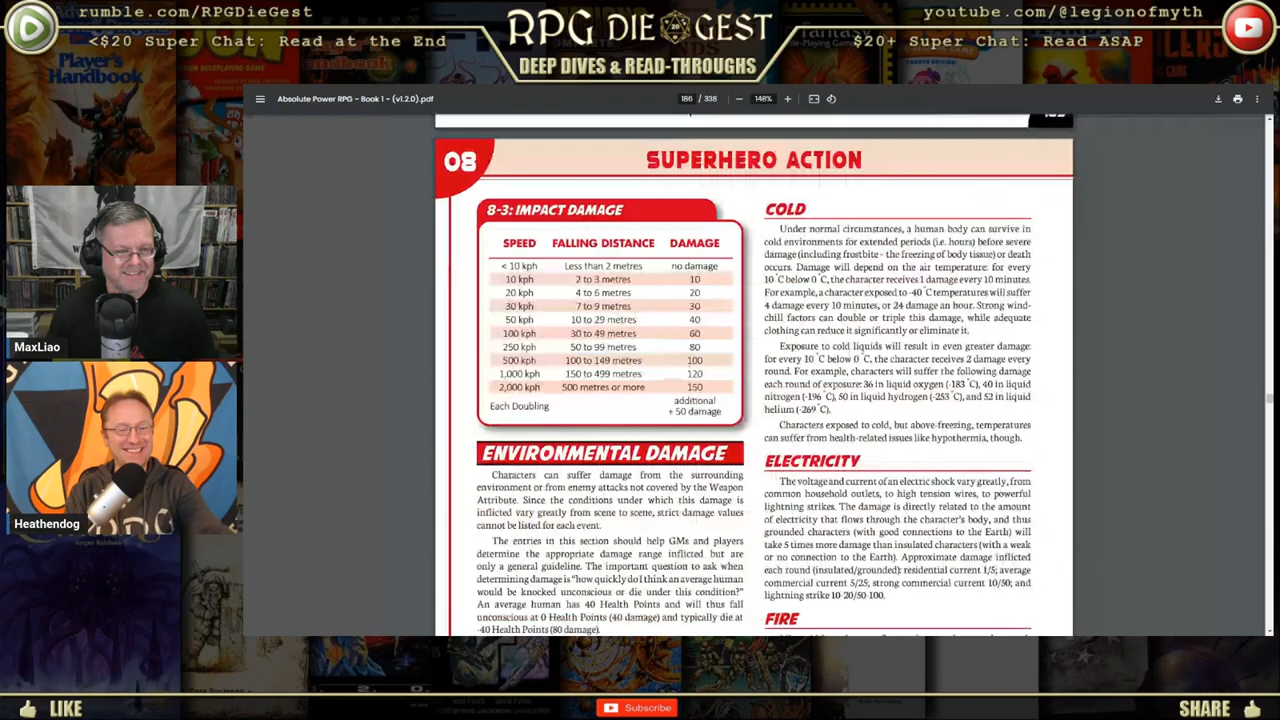 rumble.com/RPGDieGest
<$20 Super Chat: Read at the End
RPG DIE GEST
20
DEEP DIVES & READ-THROUGHS
youtube.com/@legionofmyth
$20+ Super Chat: Read ASAP
Player's
Handbook
Absolute Power RPG - Book 1 - (v1.2.0).pdf
186 / 338
148%
08
SUPERHERO ACTION
8-3: IMPACT DAMAGE
SPEED FALLING DISTANCE DAMAGE
< 10 kph Less than 2 metres no damage
10 kph 2 to 3 metres 10
20 kph 4 to 6 metres 20
30 kph 7 to 9 metres 30
50 kph 10 to 29 metres 40
100 kph 30 to 49 metres 60
250 kph 50 to 99 metres 80
500 kph 100 to 149 metres 100
1,000 kph 150 to 499 metres 120
2,000 kph 500 metres or more 150
Each Doubling additional
+ 50 damage
ENVIRONMENTAL DAMAGE
Characters can suffer damage from the surrounding
environment or from enemy attacks not covered by the Weapon
Attribute. Since the conditions under which this damage is
inflicted vary greatly from scene to scene, strict damage values
cannot be listed for each event.
The entries in this section should help GMs and players
determine the appropriate damage range inflicted but are
only a general guideline. The important question to ask when
determining damage is "how quickly do I think an average human
would be knocked unconscious or die under this condition?"
An average human has 40 Health Points and will thus fall
unconscious at 0 Health Points (40 damage) and typically die at
-40 Health Points (80 damage).
COLD
Under normal circumstances, a human body can survive in
cold environments for extended periods (i.e. hours) before severe
damage (including frostbite - the freezing of body tissue) or death
occurs. Damage will depend on the air temperature: for every
10 °C below 0 °C, the character receives 1 damage every 10 minutes.
For example, a character exposed to -40 °C temperatures will suffer
4 damage every 10 minutes, or 24 damage an hour. Strong wind-
chill factors can double or triple this damage, while adequate
clothing can reduce it significantly or eliminate it.
Exposure to cold liquids will result in even greater damage:
for every 10 °C below 0 °C, the character receives 2 damage every
round. For example, characters will suffer the following damage
each round of exposure: 36 in liquid oxygen (-183 °C), 40 in liquid
nitrogen (-196 °C), 50 in liquid hydrogen (-253 °C), and 52 in liquid
helium (-269 °C).
Characters exposed to cold, but above-freezing, temperatures
can suffer from health-related issues like hypothermia, though.
ELECTRICITY
The voltage and current of an electric shock vary greatly, from
common household outlets, to high tension wires, to powerful
lightning strikes. The damage is directly related to the amount
of electricity that flows through the character's body, and thus
grounded characters (with good connections to the Earth) will
take 5 times more damage than insulated characters (with a weak
or no connection to the Earth). Approximate damage inflicted
each round (insulated/grounded): residential current 1/5; average
commercial current 5/25; strong commercial current 10/50; and
lightning strike 10-20/50-100.
FIRE
MaxLiao
Heathendog
LIKE
Subscribe
SHARE